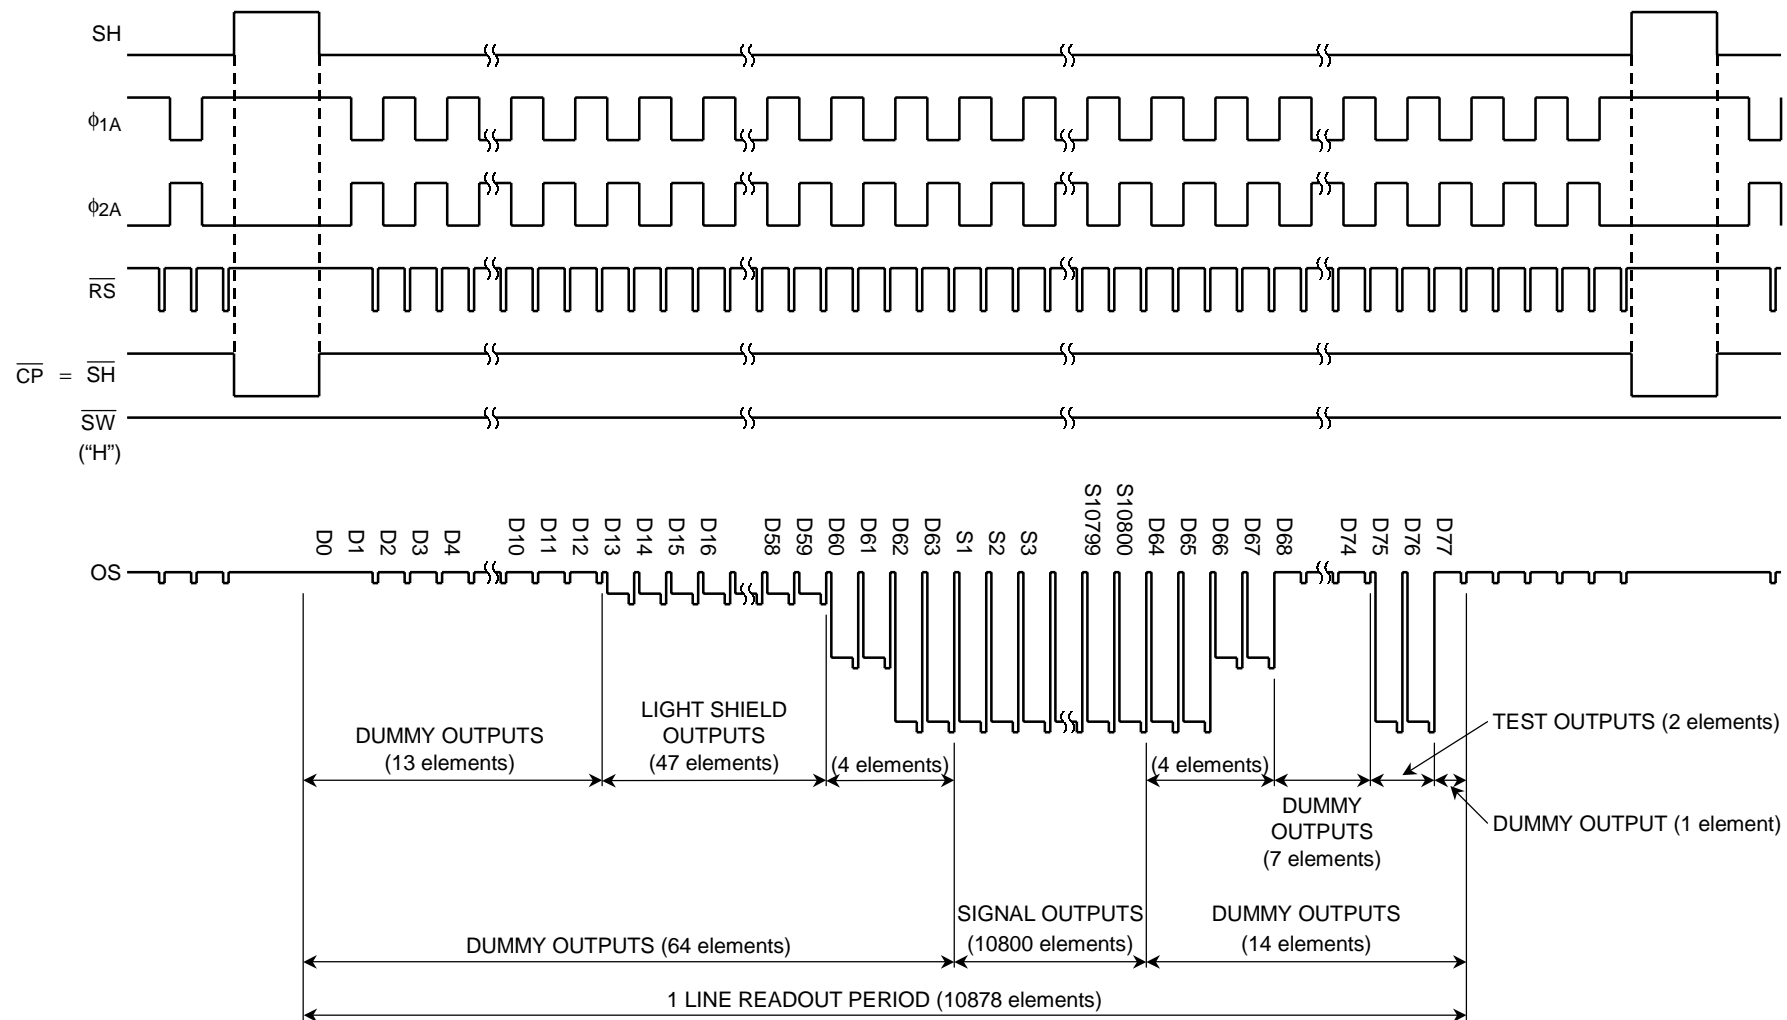 SH
ϕ1A
ϕ2A
R̅S̅
C̅P̅ = S̅H̅
S̅W̅
(“H”)
D0
D1
D2
D3
D4
D10
D11
D12
D13
D14
D15
D16
D58
D59
D60
D61
D62
D63
S1
S2
S3
S10799
S10800
D64
D65
D66
D67
D68
D74
D75
D76
D77
OS
DUMMY OUTPUTS
(13 elements)
LIGHT SHIELD
OUTPUTS
(47 elements)
(4 elements)
(4 elements)
TEST OUTPUTS (2 elements)
DUMMY
OUTPUTS
(7 elements)
DUMMY OUTPUT (1 element)
DUMMY OUTPUTS (64 elements)
SIGNAL OUTPUTS
(10800 elements)
DUMMY OUTPUTS
(14 elements)
1 LINE READOUT PERIOD (10878 elements)